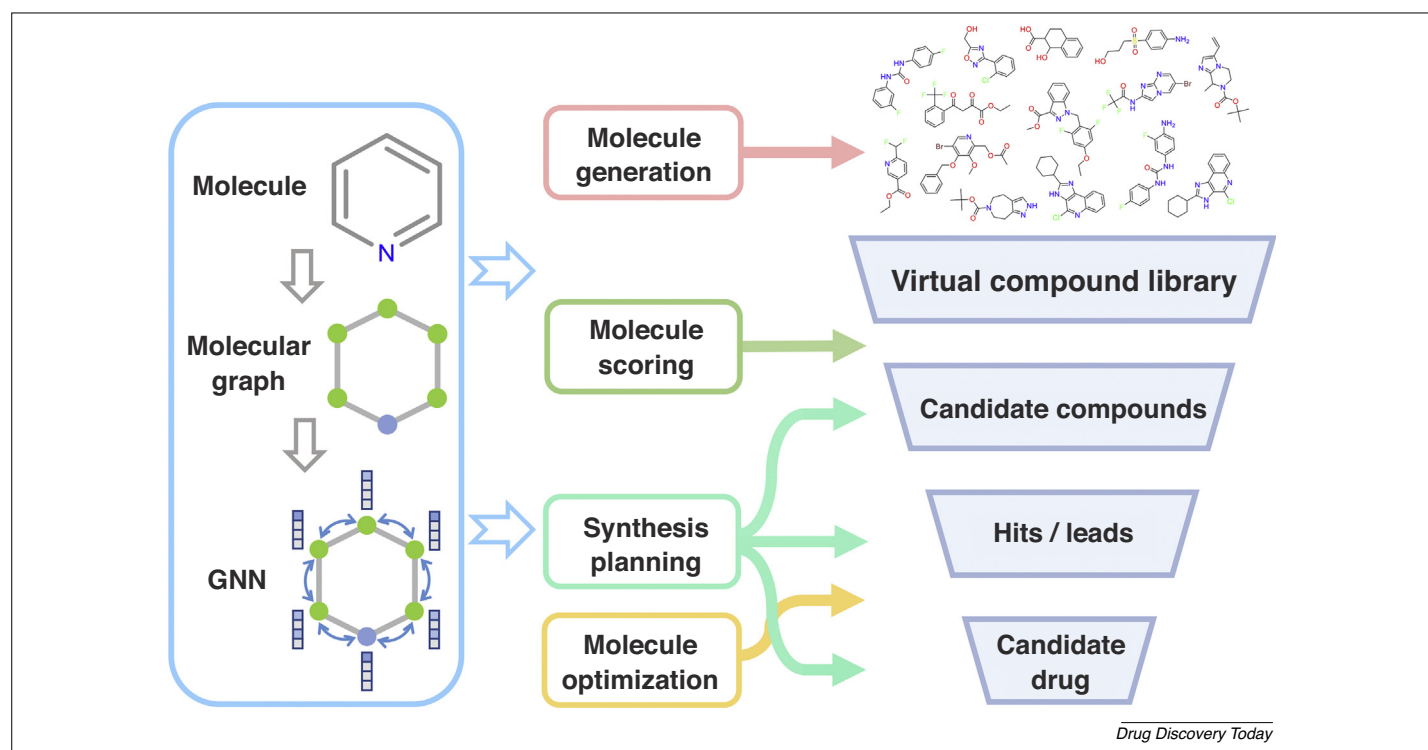 Molecule
N
Molecular
graph
GNN
Molecule
generation
Molecule
scoring
Synthesis
planning
Molecule
optimization
Virtual compound library
Candidate compounds
Hits / leads
Candidate
drug
Drug Discovery Today